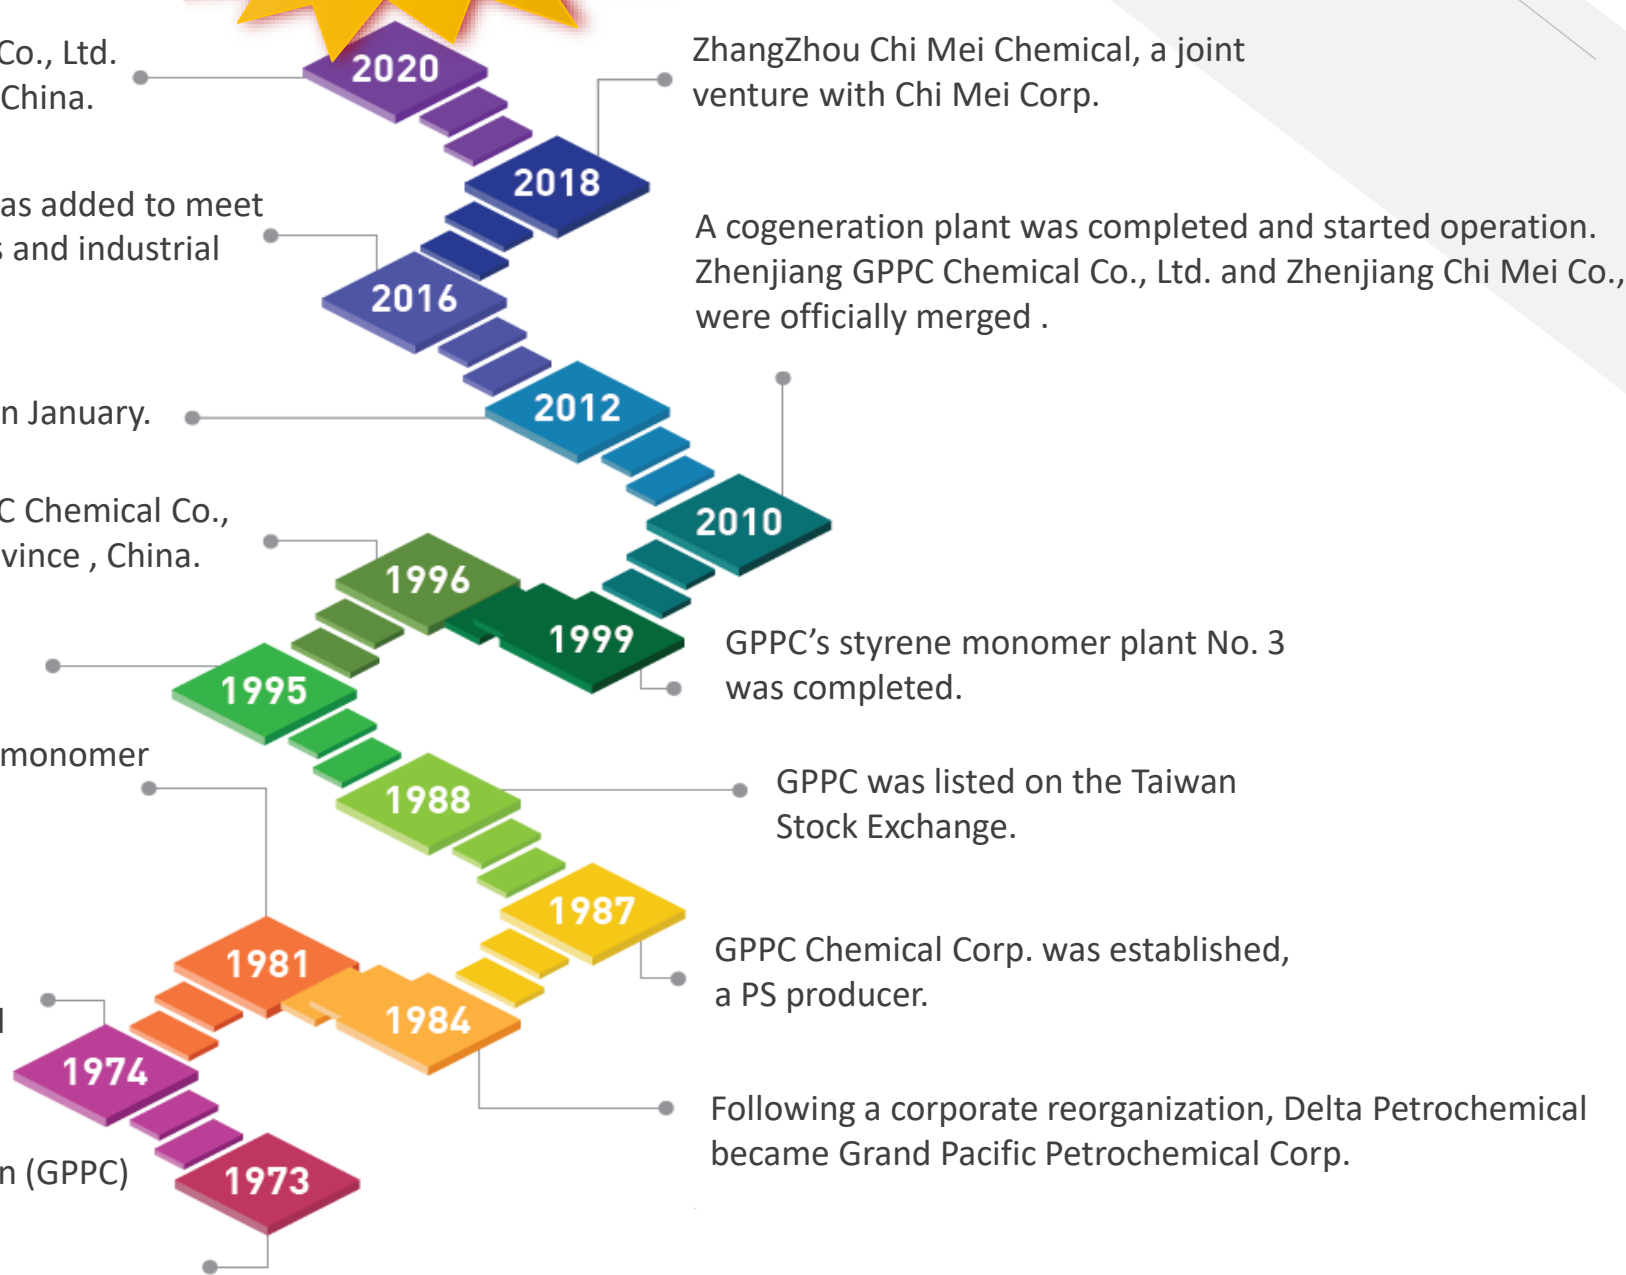 Co., Ltd.
China.
2020
ZhangZhou Chi Mei Chemical, a joint
venture with Chi Mei Corp.
2018
as added to meet
and industrial
2016
A cogeneration plant was completed and started operation.
Zhenjiang GPPC Chemical Co., Ltd. and Zhenjiang Chi Mei Co.,
were officially merged .
n January.
2012
2010
C Chemical Co.,
vince , China.
1996
1999
GPPC’s styrene monomer plant No. 3
was completed.
1995
monomer
1988
GPPC was listed on the Taiwan
Stock Exchange.
1987
GPPC Chemical Corp. was established,
a PS producer.
1981
1984
Following a corporate reorganization, Delta Petrochemical
became Grand Pacific Petrochemical Corp.
1974
n (GPPC)
1973